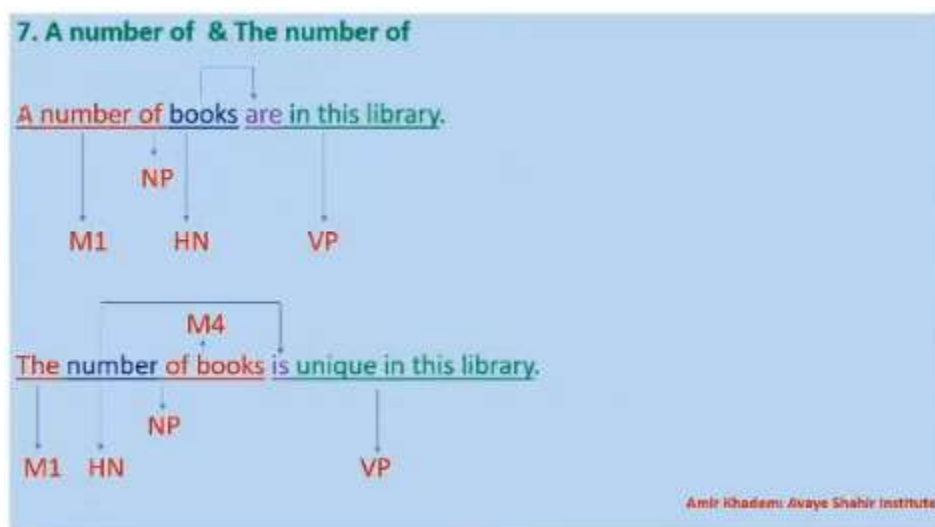 7. A number of & The number of
A number of books are in this library.
NP
M1 HN VP
M4
The number of books is unique in this library.
NP
M1 HN VP
Amir Khadem: Avaye Shahir Institute